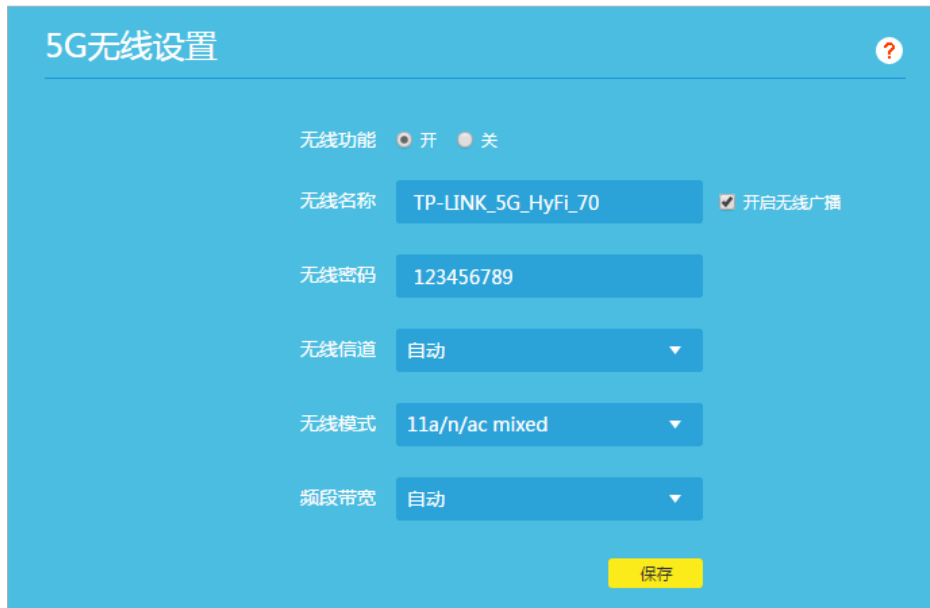 5G无线设置
?
无线功能 开 关
无线名称 TP-LINK_5G_HyFi_70 开启无线广播
无线密码 123456789
无线信道 自动
无线模式 11a/n/ac mixed
频段带宽 自动
保存